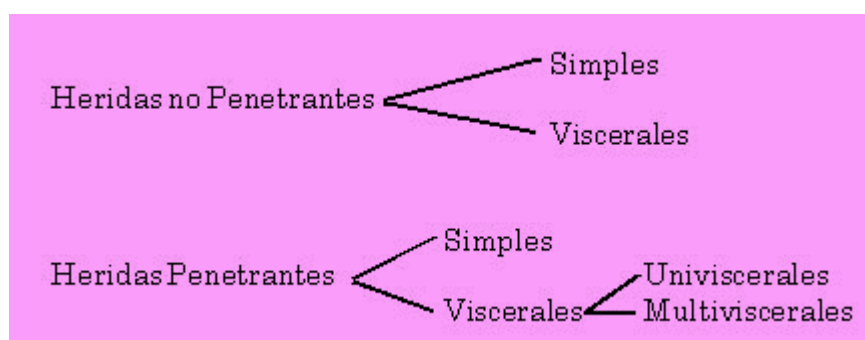 Simples
Heridas no Penetrantes
Viscerales
Simples
Heridas Penetrantes
Univiscerales
Viscerales
Multiviscerales